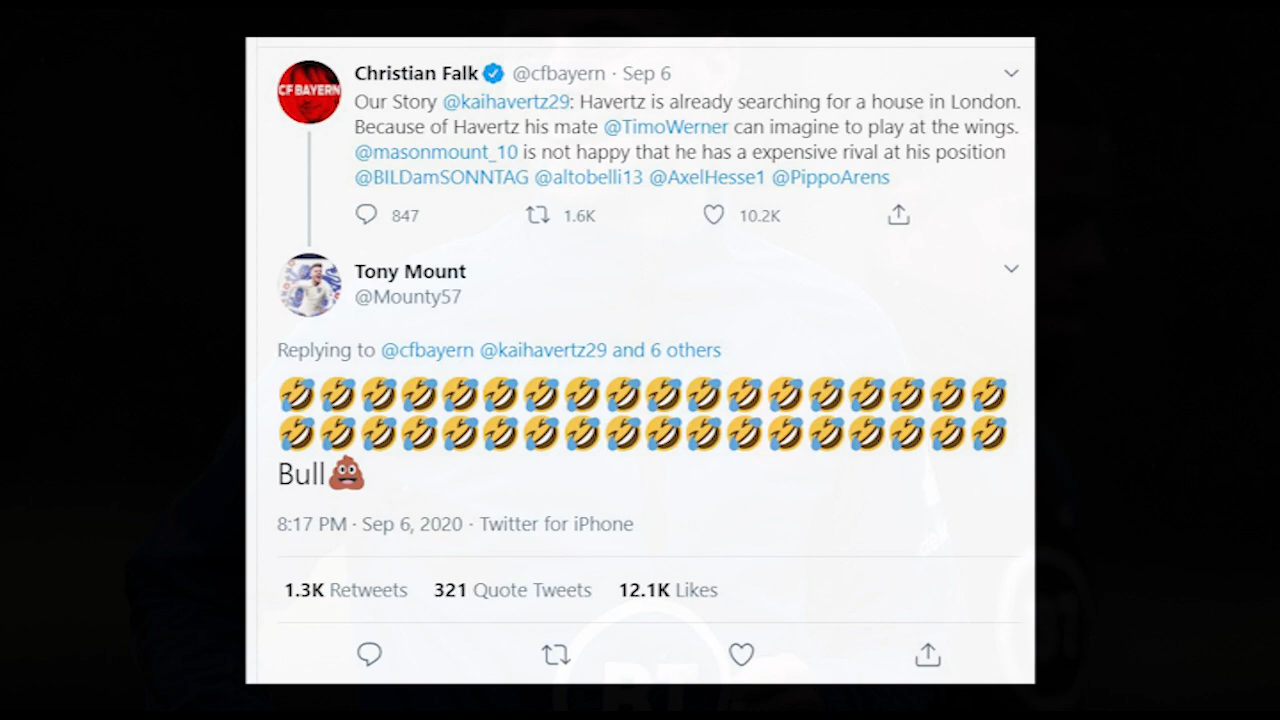 CF BAYERN
Christian Falk @cfbayern · Sep 6
Our Story @kaihavertz29: Havertz is already searching for a house in London.
Because of Havertz his mate @TimoWerner can imagine to play at the wings.
@masonmount_10 is not happy that he has a expensive rival at his position
@BILDamSONNTAG @altobelli13 @AxelHesse1 @PippoArens
847 1.6K 10.2K
Tony Mount
@Mounty57
Replying to @cfbayern @kaihavertz29 and 6 others
🤣🤣🤣🤣🤣🤣🤣🤣🤣🤣🤣🤣🤣🤣🤣🤣🤣🤣
🤣🤣🤣🤣🤣🤣🤣🤣🤣🤣🤣🤣🤣🤣🤣🤣🤣🤣
Bull💩
8:17 PM · Sep 6, 2020 · Twitter for iPhone
1.3K Retweets 321 Quote Tweets 12.1K Likes